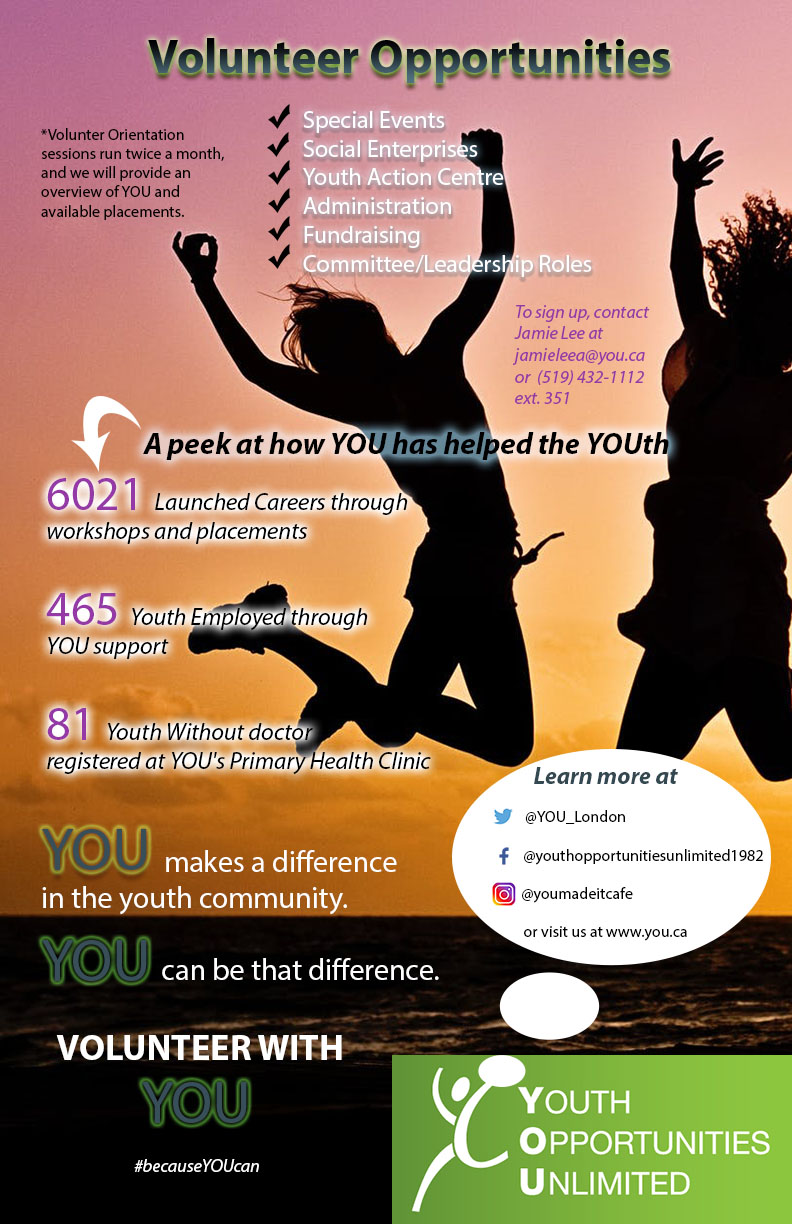 Volunteer Opportunities
*Volunter Orientation
sessions run twice a month,
and we will provide an
overview of YOU and
available placements.
Special Events
Social Enterprises
Youth Action Centre
Administration
Fundraising
Committee/Leadership Roles
To sign up, contact
Jamie Lee at
jamieleea@you.ca
or (519) 432-1112
ext. 351
A peek at how YOU has helped the YOUth
6021 Launched Careers through
workshops and placements
465 Youth Employed through
YOU support
81 Youth Without doctor
registered at YOU's Primary Health Clinic
Learn more at
@YOU_London
@youthopportunitiesunlimited1982
@youmadeitcafe
or visit us at www.you.ca
YOU makes a difference
in the youth community.
YOU can be that difference.
VOLUNTEER WITH
YOU
#becauseYOUcan
YOUTH
OPPORTUNITIES
UNLIMITED